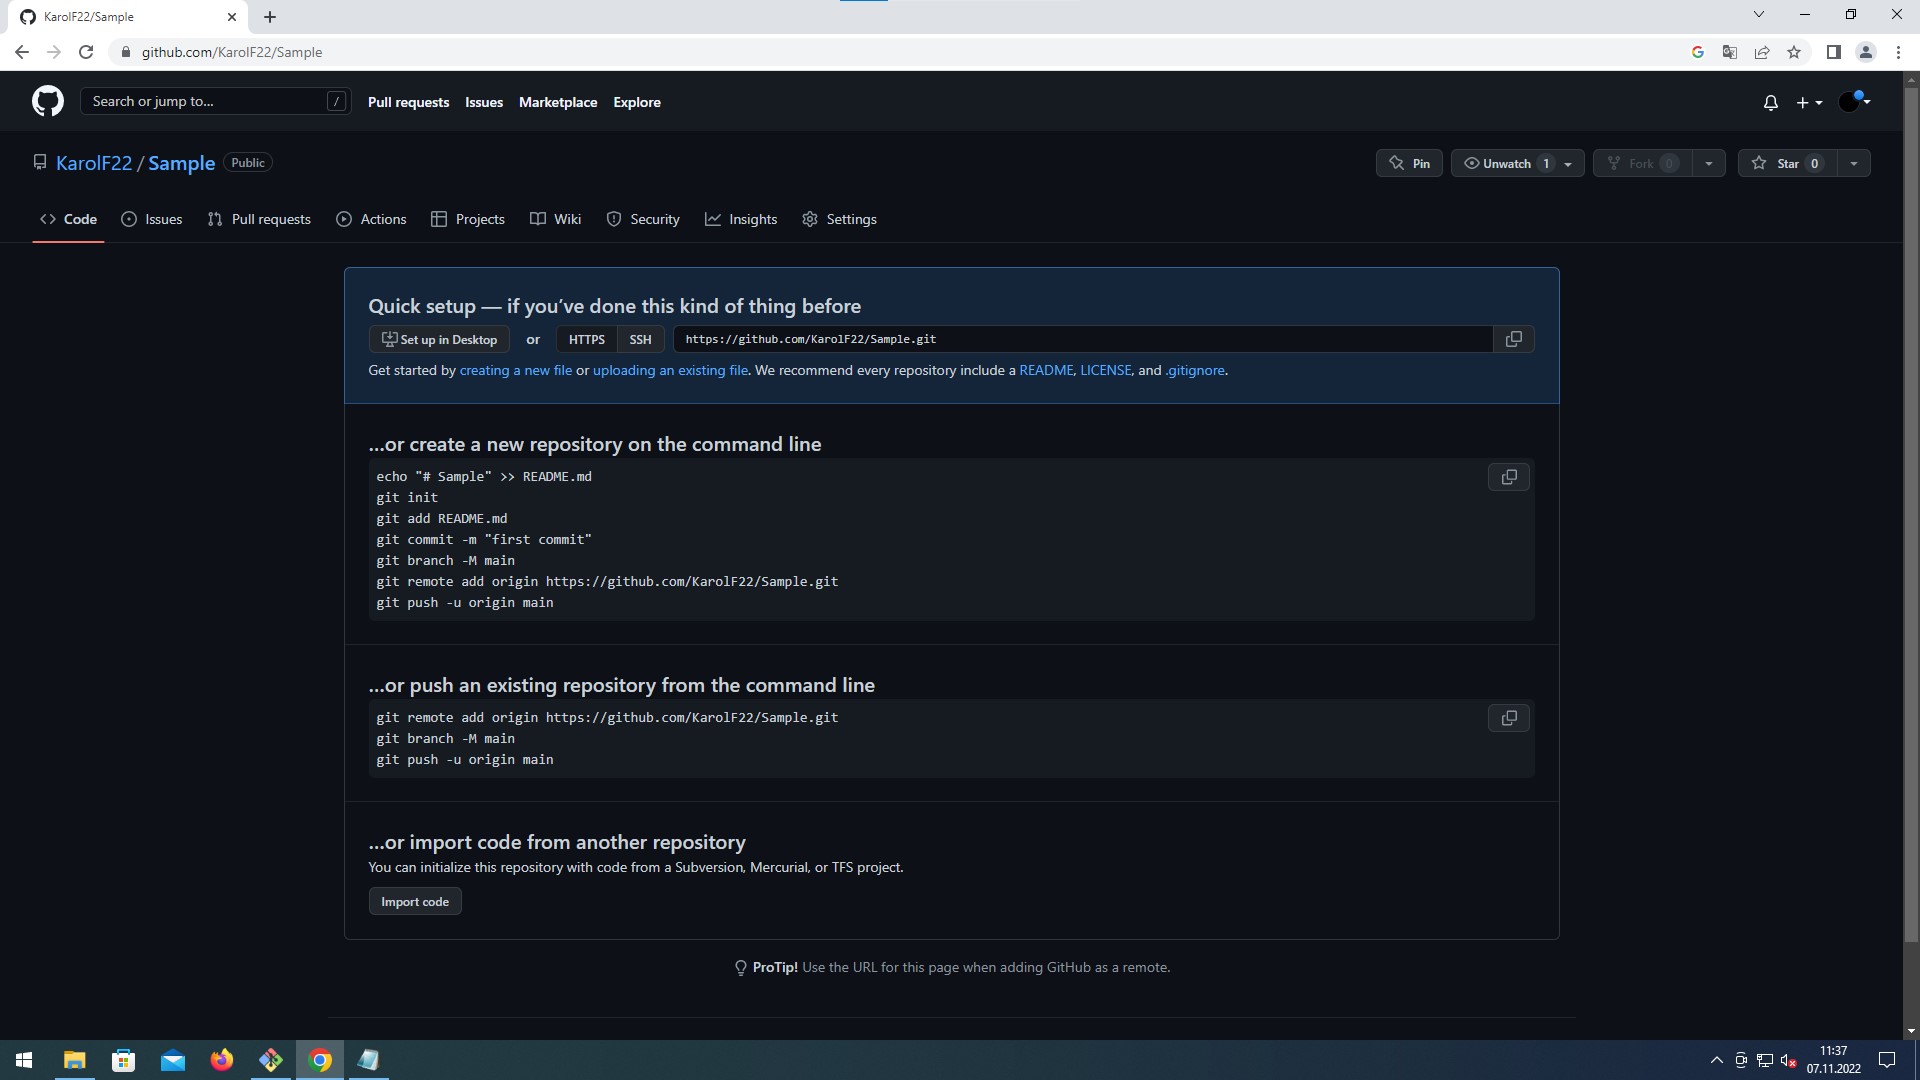 KarolF22/Sample
github.com/KarolF22/Sample
Search or jump to... /
Pull requests Issues Marketplace Explore
KarolF22 / Sample Public
Pin Unwatch 1 Fork 0 Star 0
Code Issues Pull requests Actions Projects Wiki Security Insights Settings
Quick setup — if you’ve done this kind of thing before
Set up in Desktop or HTTPS SSH https://github.com/KarolF22/Sample.git
Get started by creating a new file or uploading an existing file. We recommend every repository include a README, LICENSE, and .gitignore.
…or create a new repository on the command line
echo "# Sample" >> README.md
git init
git add README.md
git commit -m "first commit"
git branch -M main
git remote add origin https://github.com/KarolF22/Sample.git
git push -u origin main
…or push an existing repository from the command line
git remote add origin https://github.com/KarolF22/Sample.git
git branch -M main
git push -u origin main
…or import code from another repository
You can initialize this repository with code from a Subversion, Mercurial, or TFS project.
Import code
ProTip! Use the URL for this page when adding GitHub as a remote.
11:37
07.11.2022